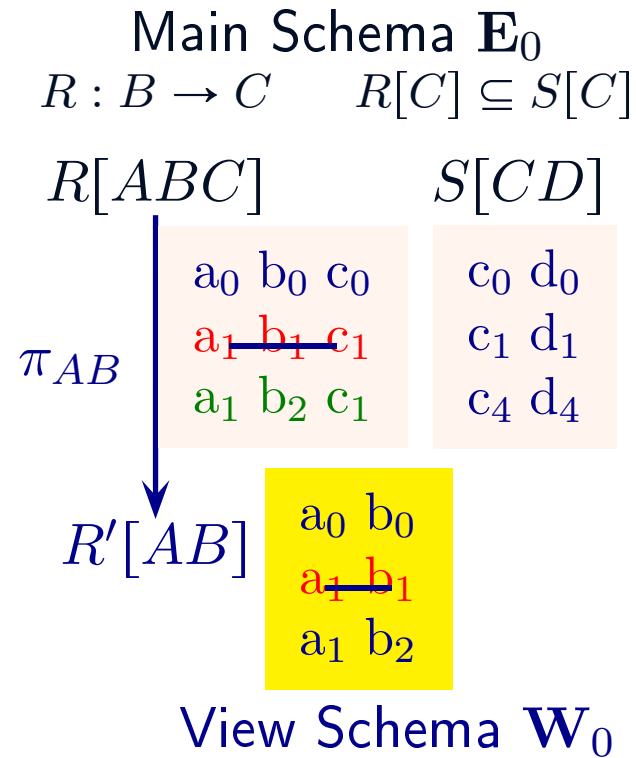 Main Schema E₀
R : B → C    R[C] ⊆ S[C]
R[ABC]    S[CD]
a₀ b₀ c₀    c₀ d₀
a₁ b₁ c₁    c₁ d₁
π_AB
a₁ b₂ c₁    c₄ d₄
a₀ b₀
R′[AB]
a₁ b₁
a₁ b₂
View Schema W₀